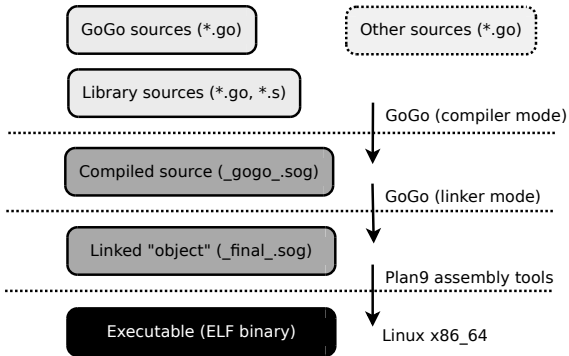 GoGo sources (*.go)
Other sources (*.go)
Library sources (*.go, *.s)
GoGo (compiler mode)
Compiled source (_gogo_.sog)
GoGo (linker mode)
Linked "object" (_final_.sog)
Plan9 assembly tools
Executable (ELF binary)
Linux x86_64